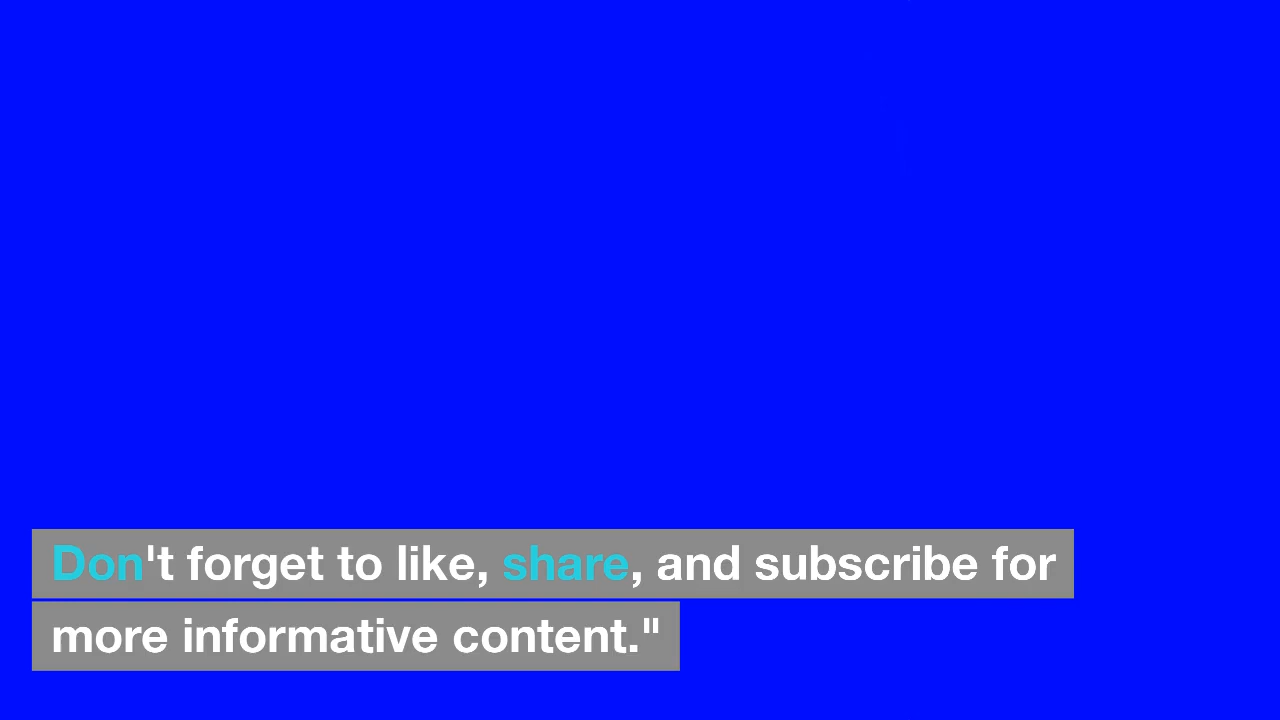 Don't forget to like, share, and subscribe for
more informative content."